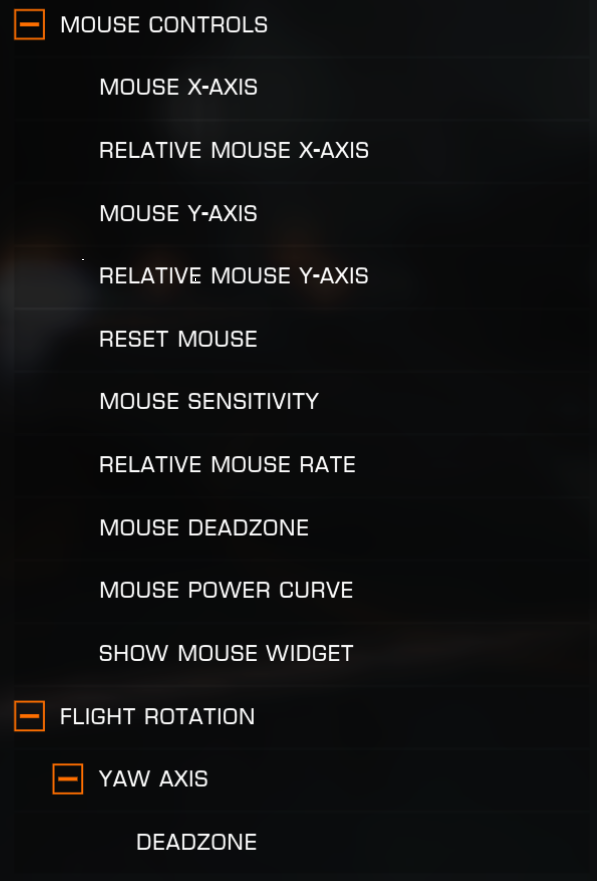 MOUSE CONTROLS
MOUSE X-AXIS
RELATIVE MOUSE X-AXIS
MOUSE Y-AXIS
RELATIVE MOUSE Y-AXIS
RESET MOUSE
MOUSE SENSITIVITY
RELATIVE MOUSE RATE
MOUSE DEADZONE
MOUSE POWER CURVE
SHOW MOUSE WIDGET
FLIGHT ROTATION
YAW AXIS
DEADZONE